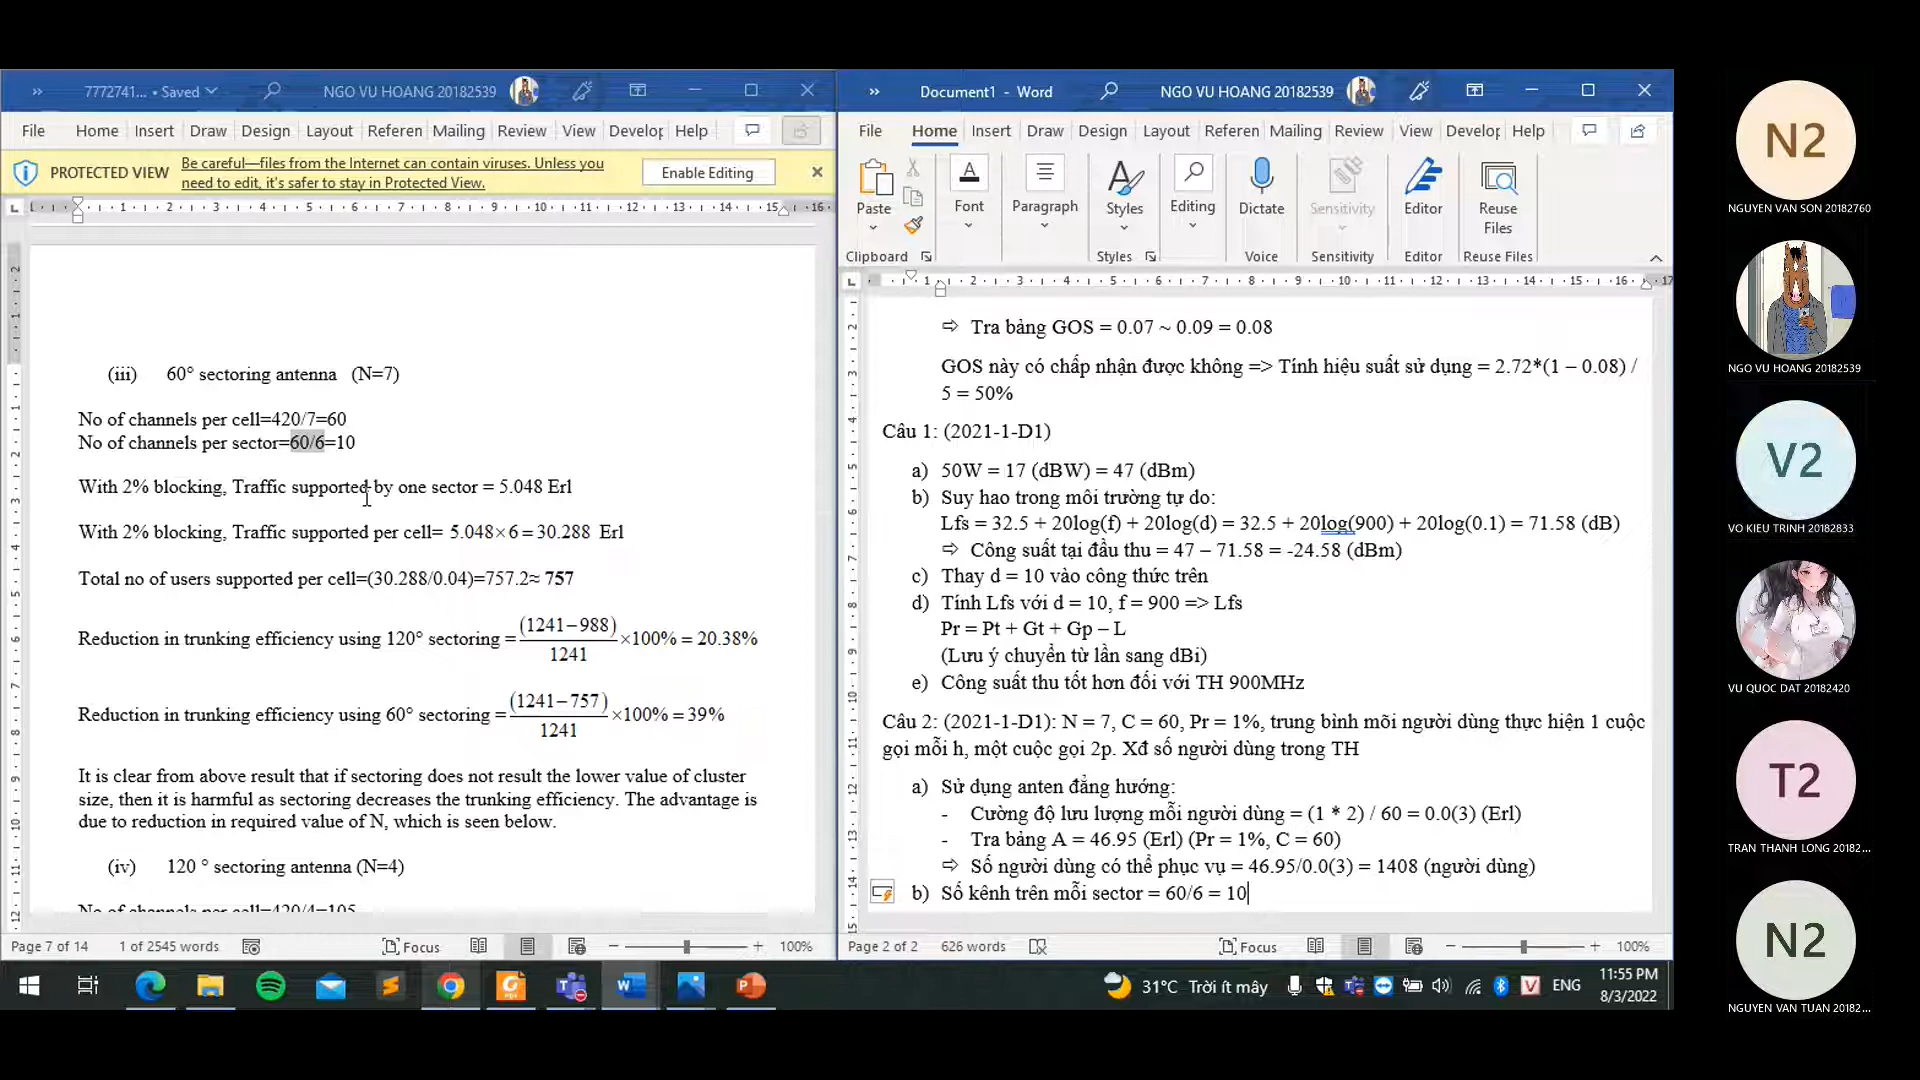 7772741... • Saved
NGO VU HOANG 20182539
File Home Insert Draw Design Layout Referen Mailing Review View Develop Help
PROTECTED VIEW
Be careful—files from the Internet can contain viruses. Unless you
need to edit, it's safer to stay in Protected View.
Enable Editing
(iii) 60° sectoring antenna (N=7)
No of channels per cell=420/7=60
No of channels per sector=60/6=10
With 2% blocking, Traffic supported by one sector = 5.048 Erl
With 2% blocking, Traffic supported per cell= 5.048×6=30.288 Erl
Total no of users supported per cell=(30.288/0.04)=757.2≈ 757
Reduction in trunking efficiency using 120° sectoring = (1241−988)/1241 ×100% = 20.38%
Reduction in trunking efficiency using 60° sectoring = (1241−757)/1241 ×100% = 39%
It is clear from above result that if sectoring does not result the lower value of cluster
size, then it is harmful as sectoring decreases the trunking efficiency. The advantage is
due to reduction in required value of N, which is seen below.
(iv) 120 ° sectoring antenna (N=4)
No of channels per cell=420/4=105
Page 7 of 14 1 of 2545 words Focus 100%
Document1 - Word
NGO VU HOANG 20182539
File Home Insert Draw Design Layout Referen Mailing Review View Develop Help
Paste Font Paragraph Styles Editing Dictate Sensitivity Editor Reuse
Files
Clipboard Styles Voice Sensitivity Editor Reuse Files
⇨ Tra bảng GOS = 0.07 ~ 0.09 = 0.08
GOS này có chấp nhận được không => Tính hiệu suất sử dụng = 2.72*(1 – 0.08) /
5 = 50%
Câu 1: (2021-1-D1)
a) 50W = 17 (dBW) = 47 (dBm)
b) Suy hao trong môi trường tự do:
Lfs = 32.5 + 20log(f) + 20log(d) = 32.5 + 20log(900) + 20log(0.1) = 71.58 (dB)
⇨ Công suất tại đầu thu = 47 – 71.58 = -24.58 (dBm)
c) Thay d = 10 vào công thức trên
d) Tính Lfs với d = 10, f = 900 => Lfs
Pr = Pt + Gt + Gp – L
(Lưu ý chuyển từ lần sang dBi)
e) Công suất thu tốt hơn đối với TH 900MHz
Câu 2: (2021-1-D1): N = 7, C = 60, Pr = 1%, trung bình mõi người dùng thực hiện 1 cuộc
gọi mỗi h, một cuộc gọi 2p. Xđ số người dùng trong TH
a) Sử dụng anten đẳng hướng:
- Cường độ lưu lượng mỗi người dùng = (1 * 2) / 60 = 0.0(3) (Erl)
- Tra bảng A = 46.95 (Erl) (Pr = 1%, C = 60)
⇨ Số người dùng có thể phục vụ = 46.95/0.0(3) = 1408 (người dùng)
b) Số kênh trên mỗi sector = 60/6 = 10
Page 2 of 2 626 words Focus 100%
31°C Trời ít mây ENG
11:55 PM
8/3/2022
N2
NGUYEN VAN SON 20182760
NGO VU HOANG 20182539
V2
VO KIEU TRINH 20182833
VU QUOC DAT 20182420
T2
TRAN THANH LONG 20182...
N2
NGUYEN VAN TUAN 20182...